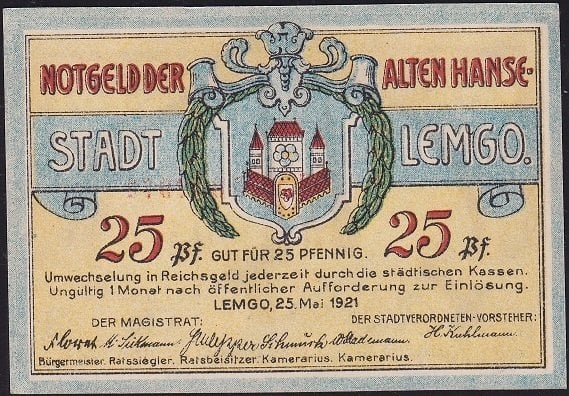 NOTGELD DER ALTEN HANSE-
STADT LEMGO.
25 Pf. GUT FÜR 25 PFENNIG. 25 Pf.
Umwechselung in Reichsgeld jederzeit durch die städtischen Kassen.
Ungültig 1 Monat nach öffentlicher Aufforderung zur Einlösung.
LEMGO, 25. Mai 1921
DER MAGISTRAT: DER STADTVERORDNETEN-VORSTEHER:
H. Kuhlmann.
Bürgermeister. Ratssiegler. Ratsbeisitzer. Kamerarius. Kamerarius.